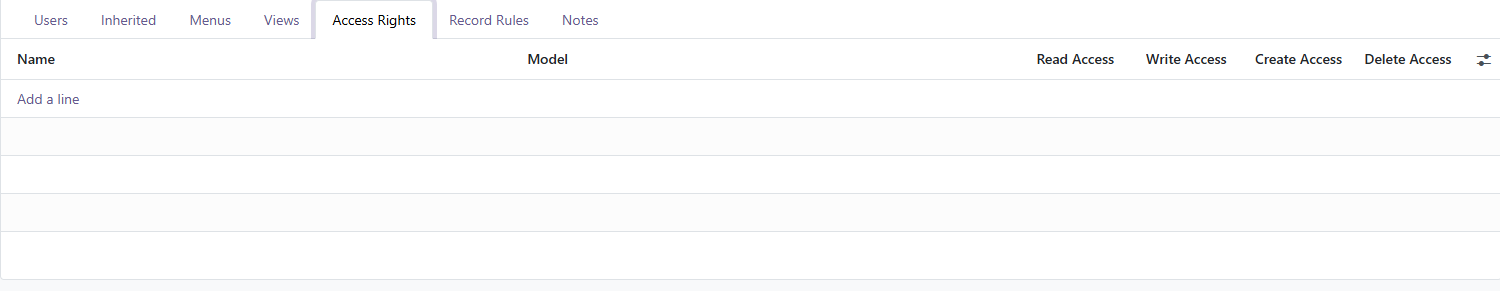 Users Inherited Menus Views Access Rights Record Rules Notes
Name Model Read Access Write Access Create Access Delete Access
Add a line